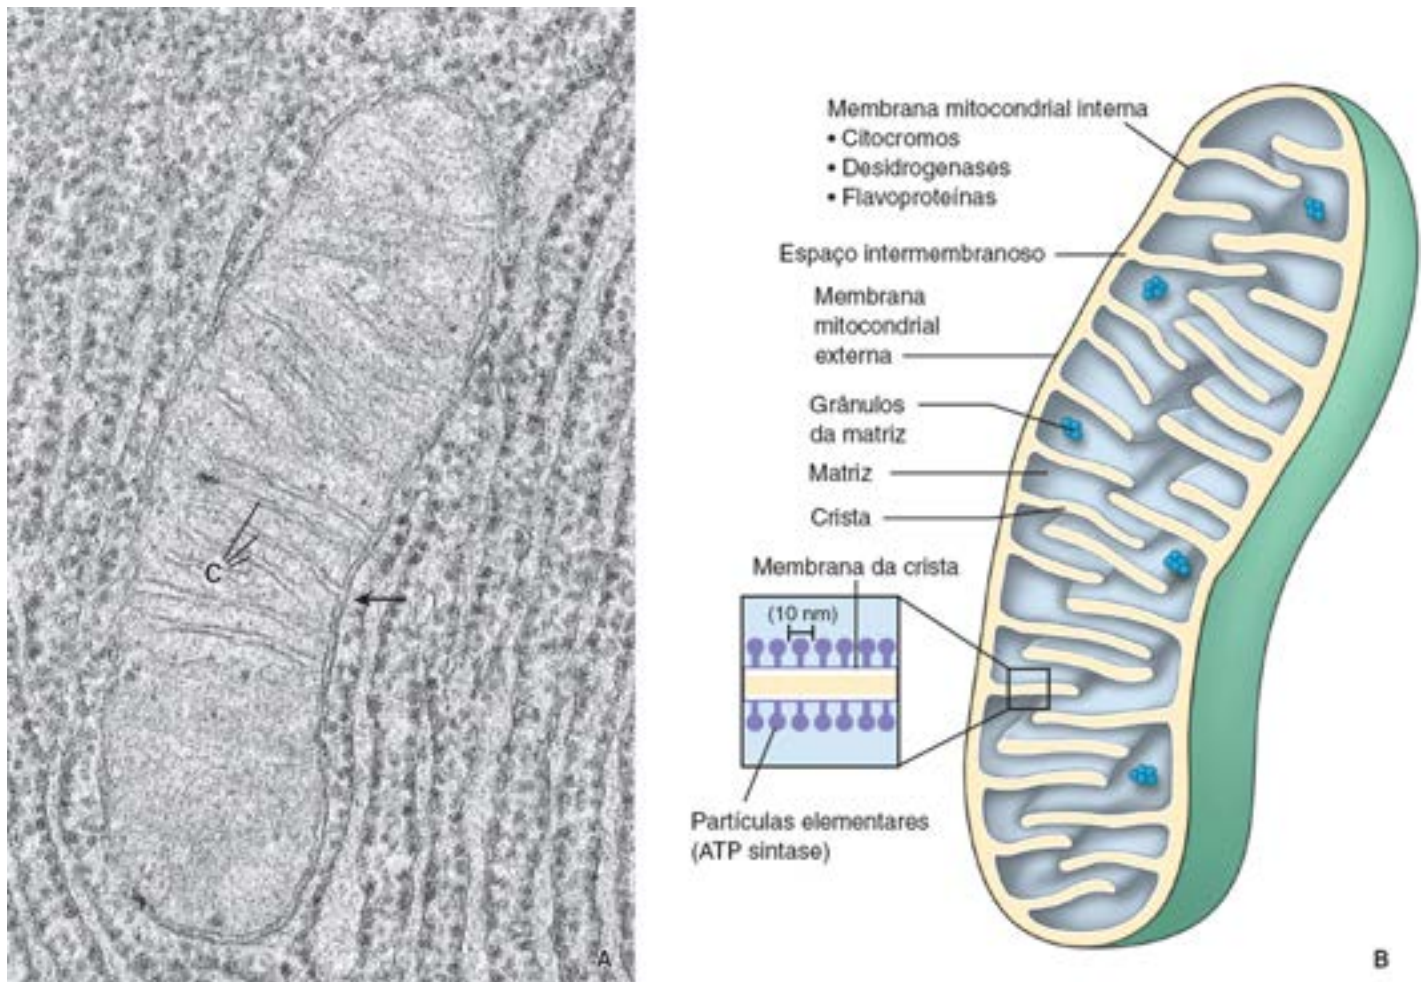 C
A
Membrana mitocondrial interna
• Citocromos
• Desidrogenases
• Flavoproteínas
Espaço intermembranoso
Membrana
mitocondrial
externa
Grânulos
da matriz
Matriz
Crista
Membrana da crista
(10 nm)
Partículas elementares
(ATP sintase)
B